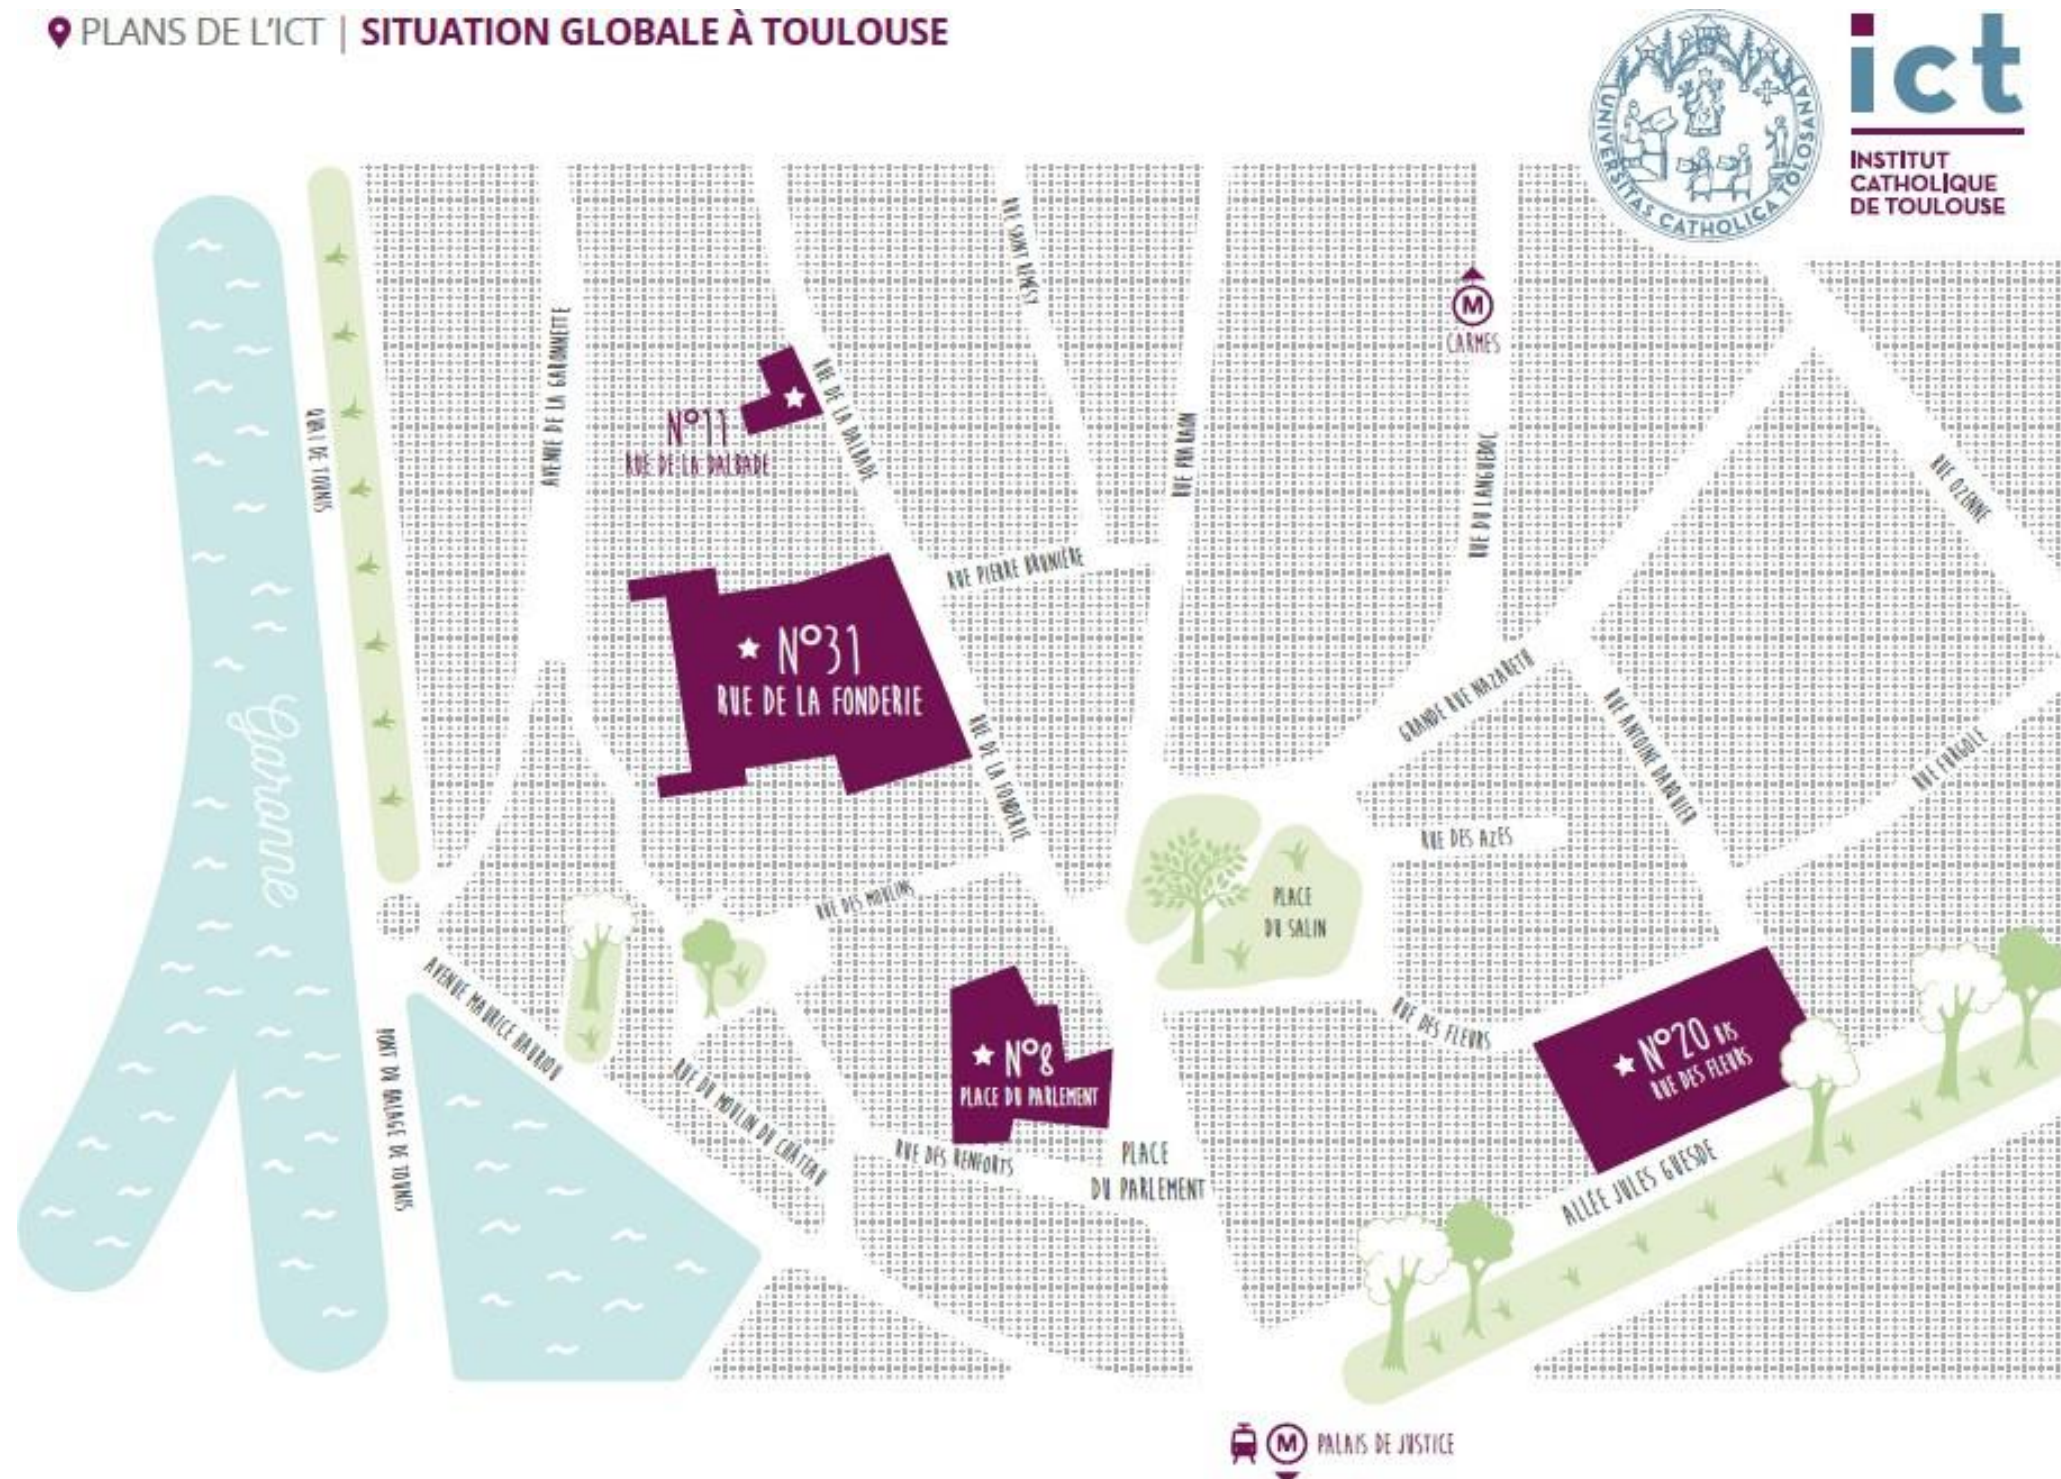 PLANS DE L'ICT | SITUATION GLOBALE À TOULOUSE
UNIVERSITAS CATHOLICA TOLOSANA
ict
INSTITUT
CATHOLIQUE
DE TOULOUSE
RUE SAINT REMESY
CARMES
M
AVENUE DE LA GARONNETTE
RUE DE LA DALBADE
N°11
RUE DE LA DALBADE
QUAI DE TOUNIS
RUE PHARAON
RUE DU LANGUEDOC
RUE OZENNE
RUE PIERRE BRUNIÈRE
N°31
RUE DE LA FONDERIE
RUE DE LA FONDERIE
GRANDE RUE NAZARETH
RUE ANTOINE DARQUIER
RUE FURGOLE
Garonne
RUE DES AZES
RUE DES MOULINS
PLACE
DU SALIN
AVENUE MAURICE HAURIOU
RUE DES FLEURS
N°20 BIS
RUE DES FLEURS
N°8
PLACE DU PARLEMENT
PONT DU HALAGE DE TOUNIS
RUE DU MOULIN DU CHÂTEAU
RUE DES RENFORTS
PLACE
DU PARLEMENT
ALLÉE JULES GUESDE
M PALAIS DE JUSTICE